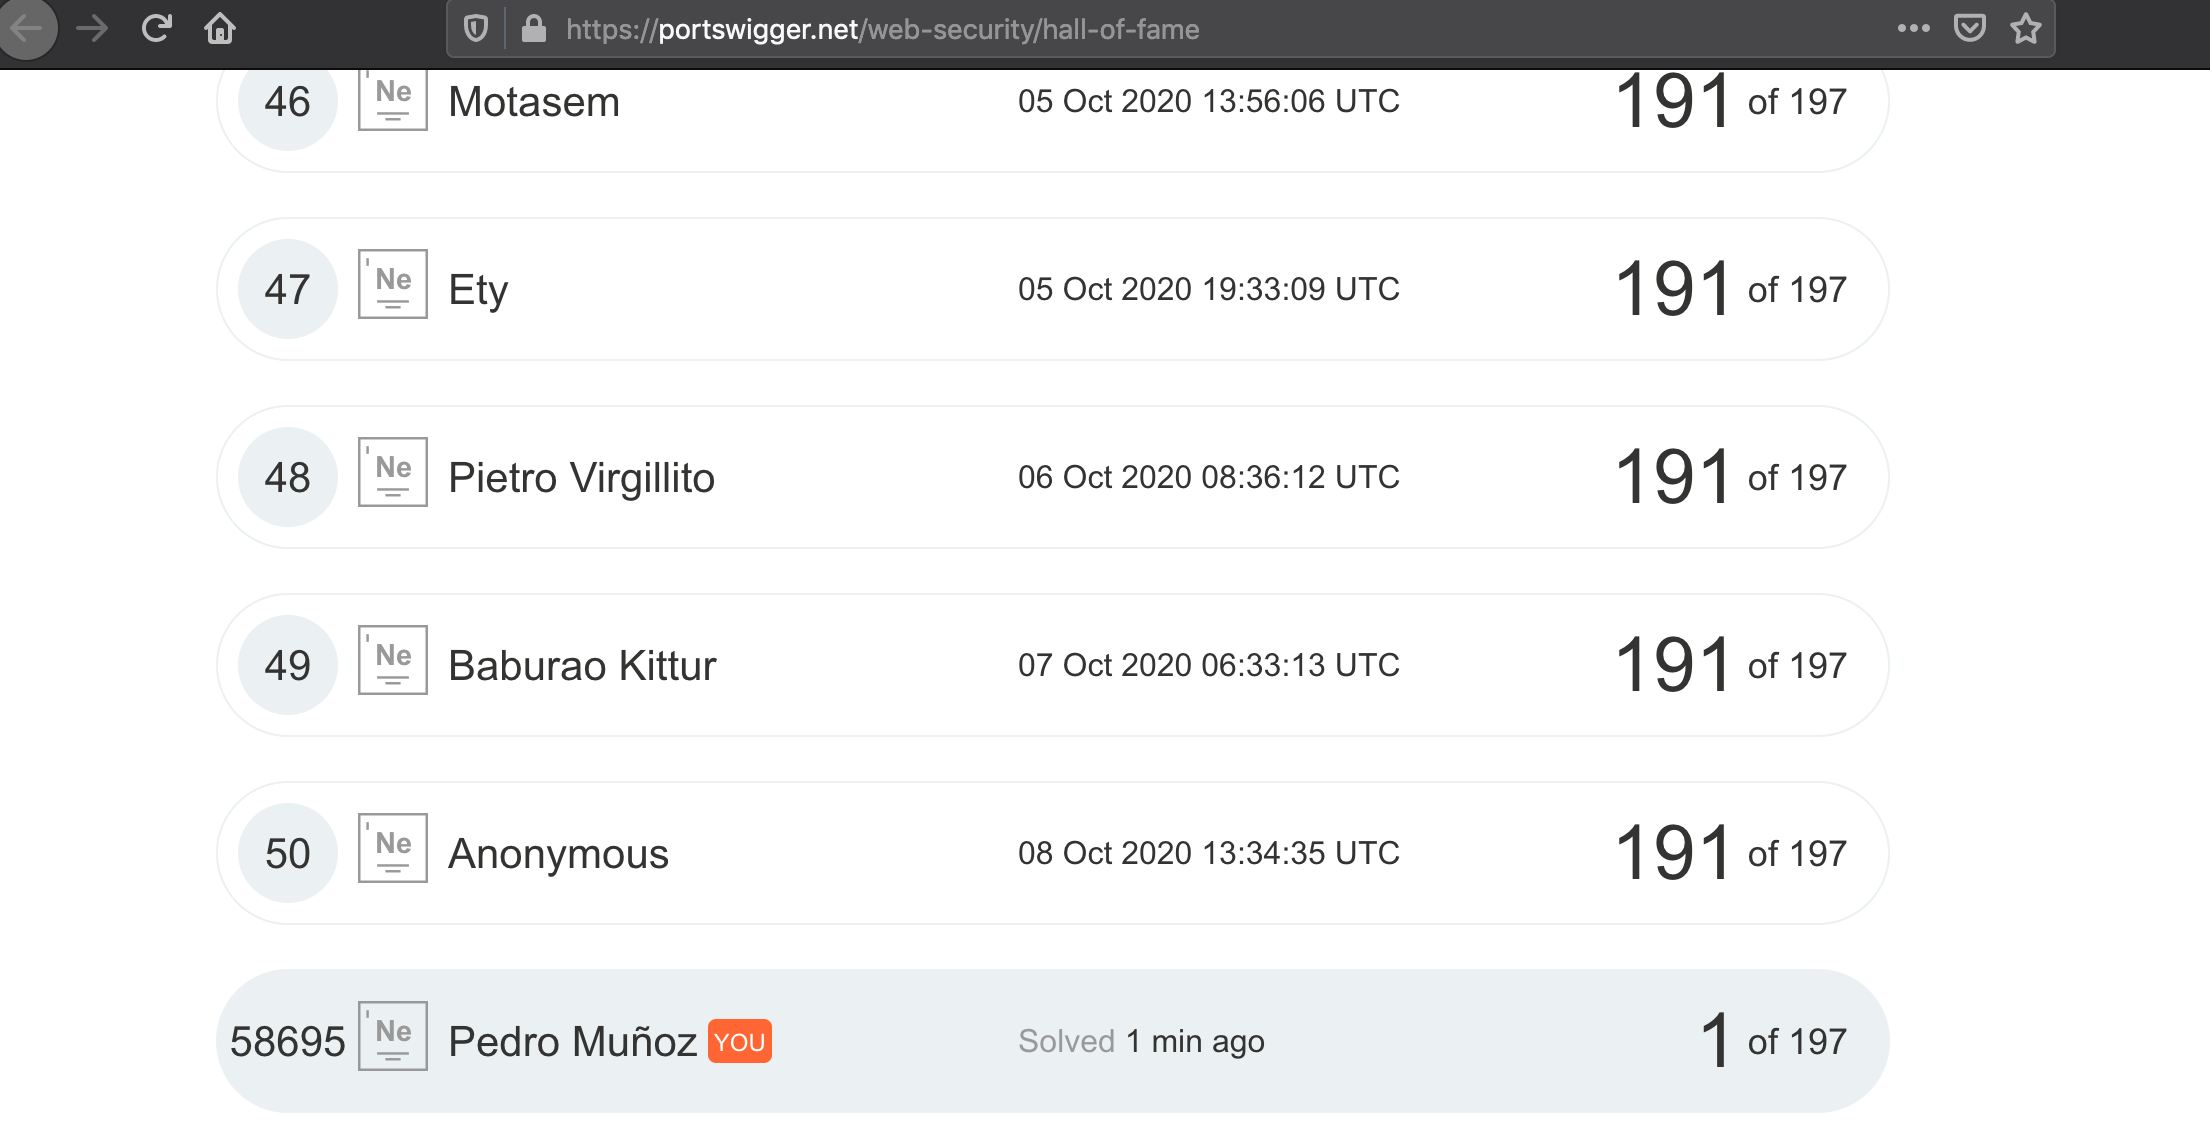 https://portswigger.net/web-security/hall-of-fame
46 Ne Motasem 05 Oct 2020 13:56:06 UTC 191 of 197
47 Ne Ety 05 Oct 2020 19:33:09 UTC 191 of 197
48 Ne Pietro Virgillito 06 Oct 2020 08:36:12 UTC 191 of 197
49 Ne Baburao Kittur 07 Oct 2020 06:33:13 UTC 191 of 197
50 Ne Anonymous 08 Oct 2020 13:34:35 UTC 191 of 197
58695 Ne Pedro Muñoz YOU Solved 1 min ago 1 of 197